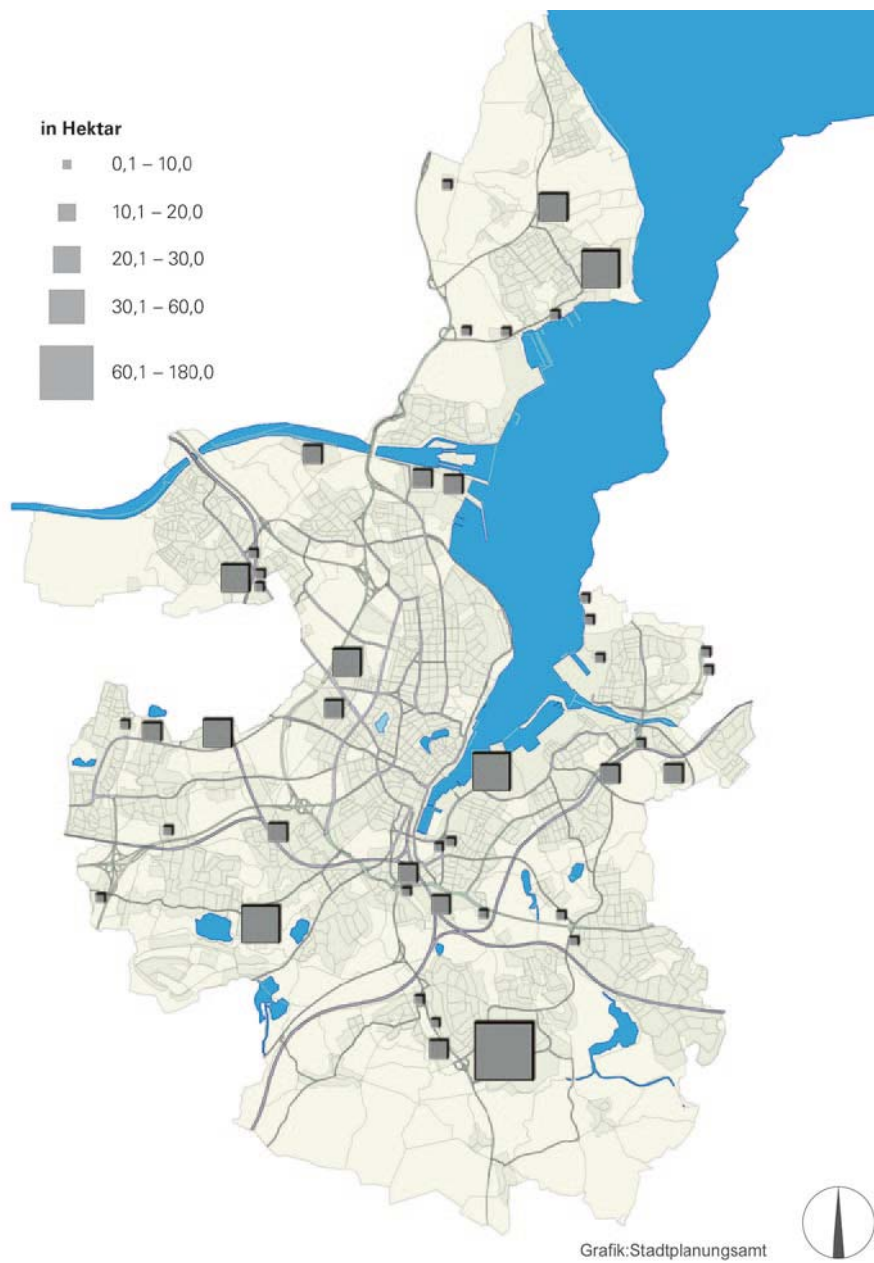 in Hektar
0,1 – 10,0
10,1 – 20,0
20,1 – 30,0
30,1 – 60,0
60,1 – 180,0
Grafik:Stadtplanungsamt